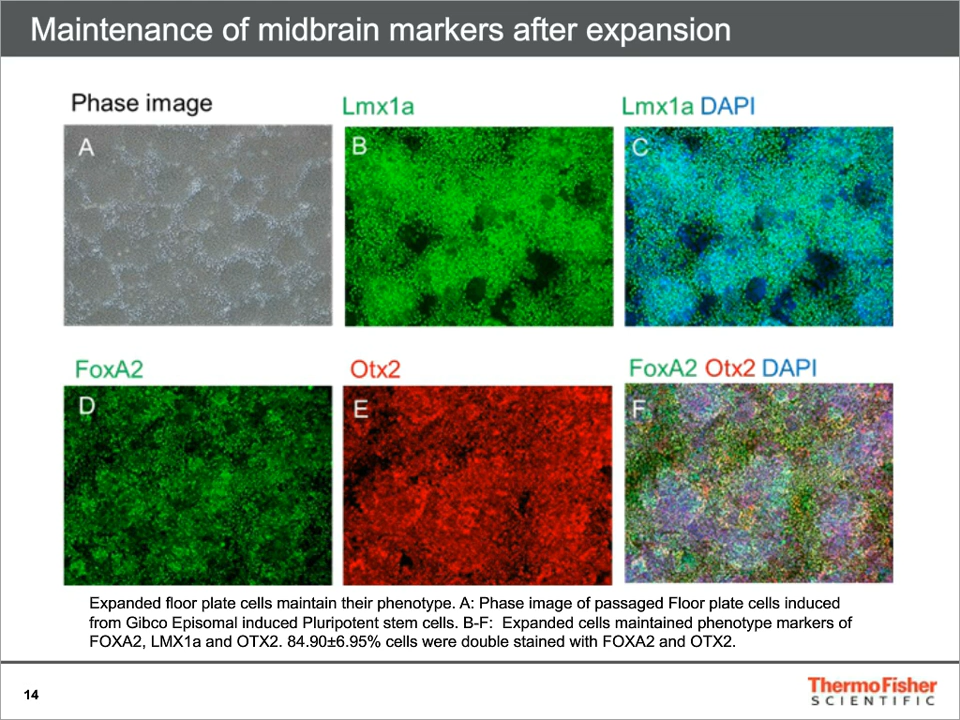 Maintenance of midbrain markers after expansion
Phase image
Lmx1a
Lmx1a DAPI
A
B
C
FoxA2
Otx2
FoxA2 Otx2 DAPI
D
E
F
Expanded floor plate cells maintain their phenotype. A: Phase image of passaged Floor plate cells induced
from Gibco Episomal induced Pluripotent stem cells. B-F: Expanded cells maintained phenotype markers of
FOXA2, LMX1a and OTX2. 84.90±6.95% cells were double stained with FOXA2 and OTX2.
14
ThermoFisher
SCIENTIFIC